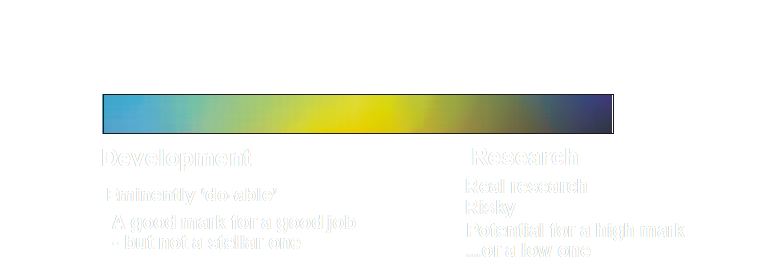 Development
Research
Eminently 'do-able'
A good mark for a good job
- but not a stellar one
Real research
Risky
Potential for a high mark
....or a low one